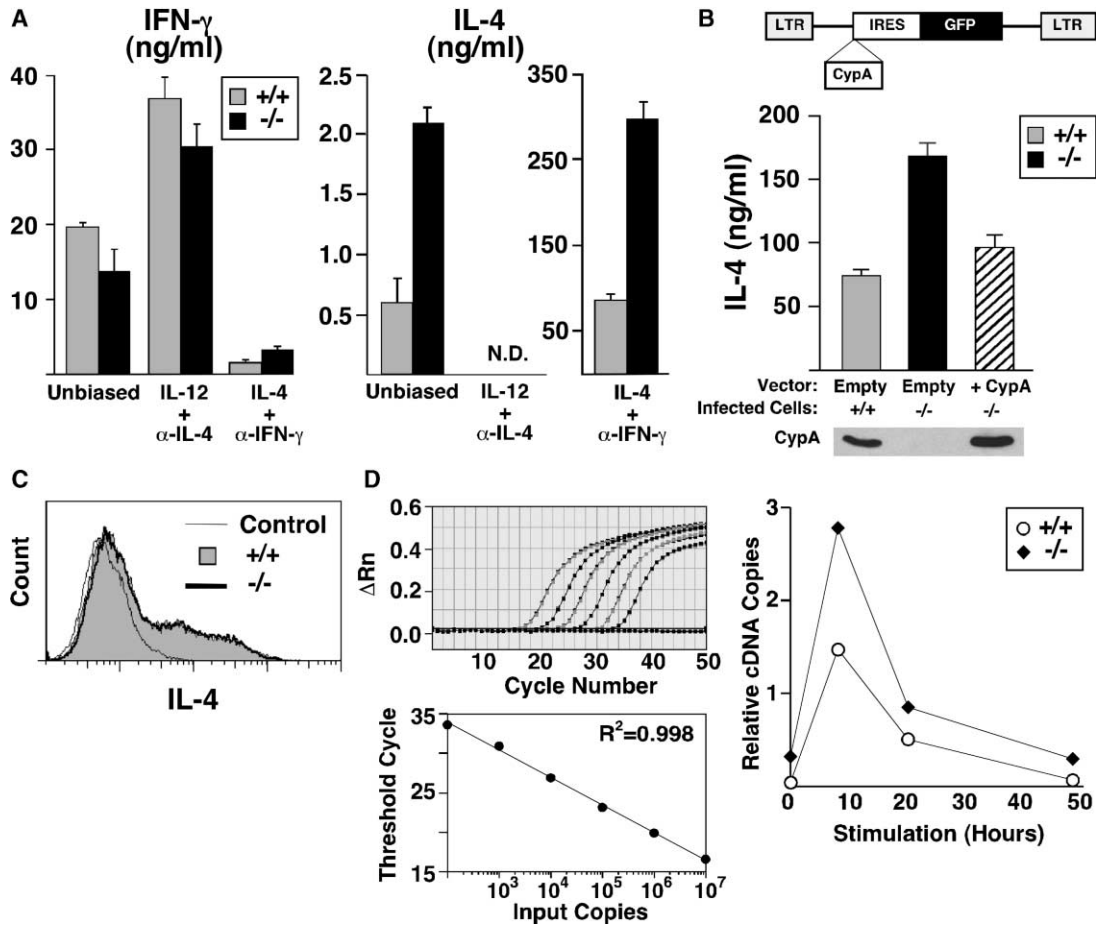 A
IFN-γ
(ng/ml)
40
30
20
10
+/+
-/-
Unbiased
IL-12
+
α-IL-4
IL-4
+
α-IFN-γ
IL-4
(ng/ml)
2.5
2.0
1.5
1.0
0.5
N.D.
Unbiased
IL-12
+
α-IL-4
350
250
150
50
IL-4
+
α-IFN-γ
B
LTR
IRES
GFP
LTR
CypA
200
150
100
50
IL-4 (ng/ml)
+/+
-/-
Vector: Empty Empty + CypA
Infected Cells: +/+ -/- -/-
CypA
C
Count
Control
+/+
-/-
IL-4
D
0.6
0.4
0.2
0.0
ΔRn
10 20 30 40 50
Cycle Number
35
25
15
Threshold Cycle
R²=0.998
10³ 10⁴ 10⁵ 10⁶ 10⁷
Input Copies
3
2
1
Relative cDNA Copies
+/+
-/-
0 10 20 30 40 50
Stimulation (Hours)